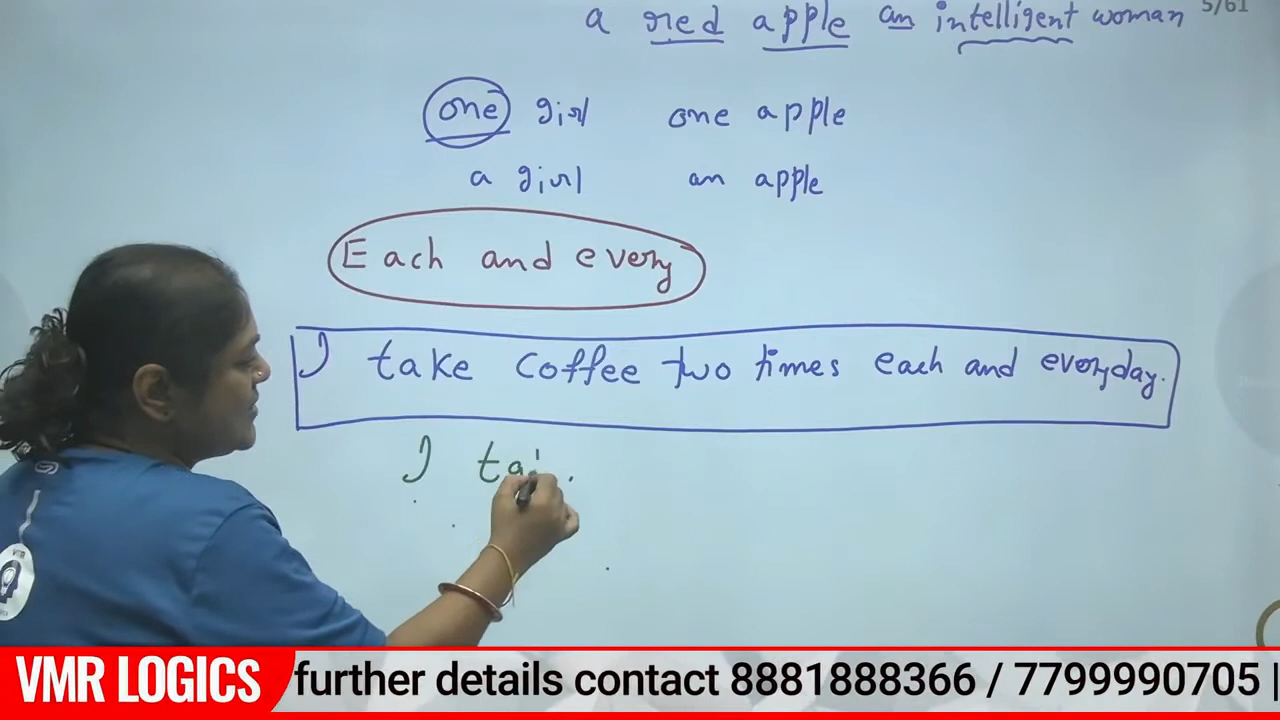 a red apple an intelligent woman
5/61
one girl one apple
a girl an apple
Each and every
I take coffee two times each and everyday.
I ta
VMR LOGICS
further details contact 8881888366 / 7799990705 |